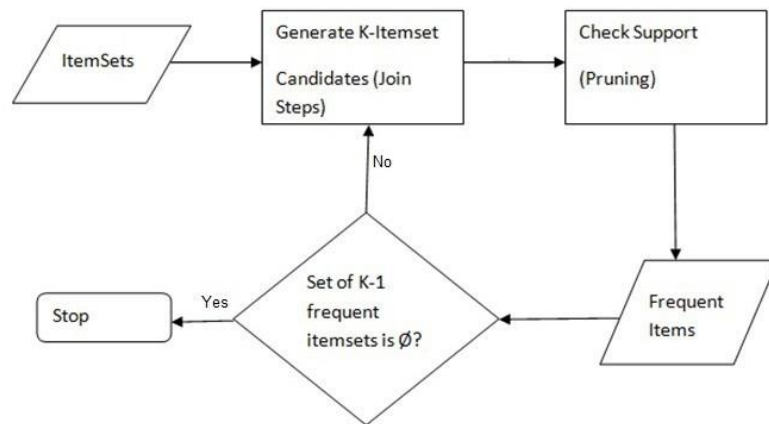 ItemSets
Generate K-Itemset
Candidates (Join
Steps)
Check Support
(Pruning)
No
Set of K-1
frequent
itemsets is Ø?
Yes
Stop
Frequent
Items